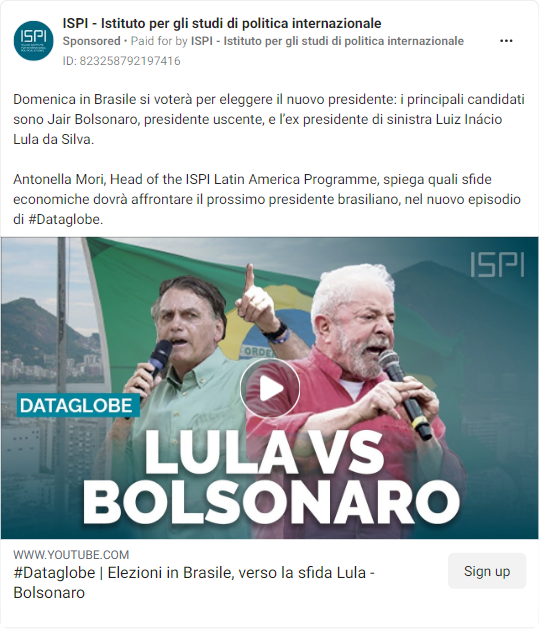 ISPI
ISPI - Istituto per gli studi di politica internazionale
Sponsored • Paid for by ISPI - Istituto per gli studi di politica internazionale
ID: 823258792197416
Domenica in Brasile si voterà per eleggere il nuovo presidente: i principali candidati
sono Jair Bolsonaro, presidente uscente, e l’ex presidente di sinistra Luiz Inácio
Lula da Silva.
Antonella Mori, Head of the ISPI Latin America Programme, spiega quali sfide
economiche dovrà affrontare il prossimo presidente brasiliano, nel nuovo episodio
di #Dataglobe.
ISPI
ORDE
DATAGLOBE
LULA VS
BOLSONARO
WWW.YOUTUBE.COM
#Dataglobe | Elezioni in Brasile, verso la sfida Lula -
Bolsonaro
Sign up